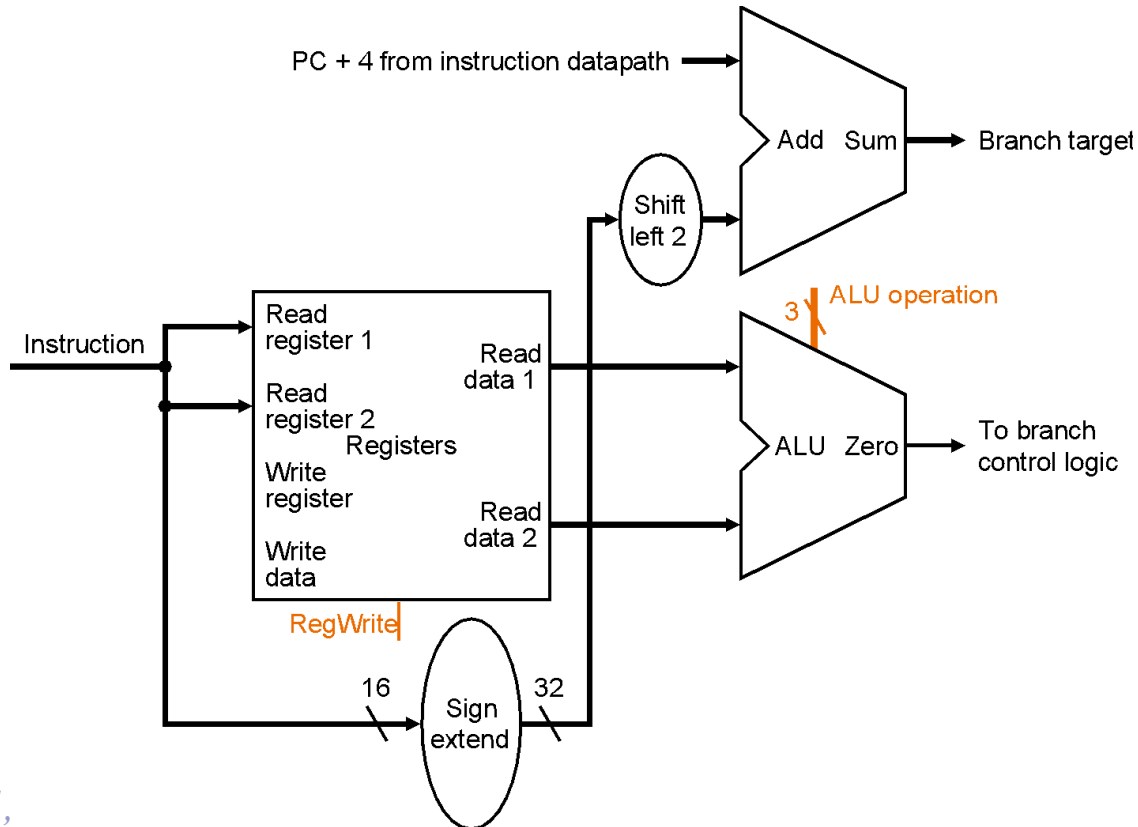 PC + 4 from instruction datapath
Add Sum
Branch target
Shift
left 2
ALU operation
3
Instruction
Read
register 1
Read
data 1
Read
register 2
Registers
ALU Zero
To branch
control logic
Write
register
Read
data 2
Write
data
RegWrite
16
32
Sign
extend